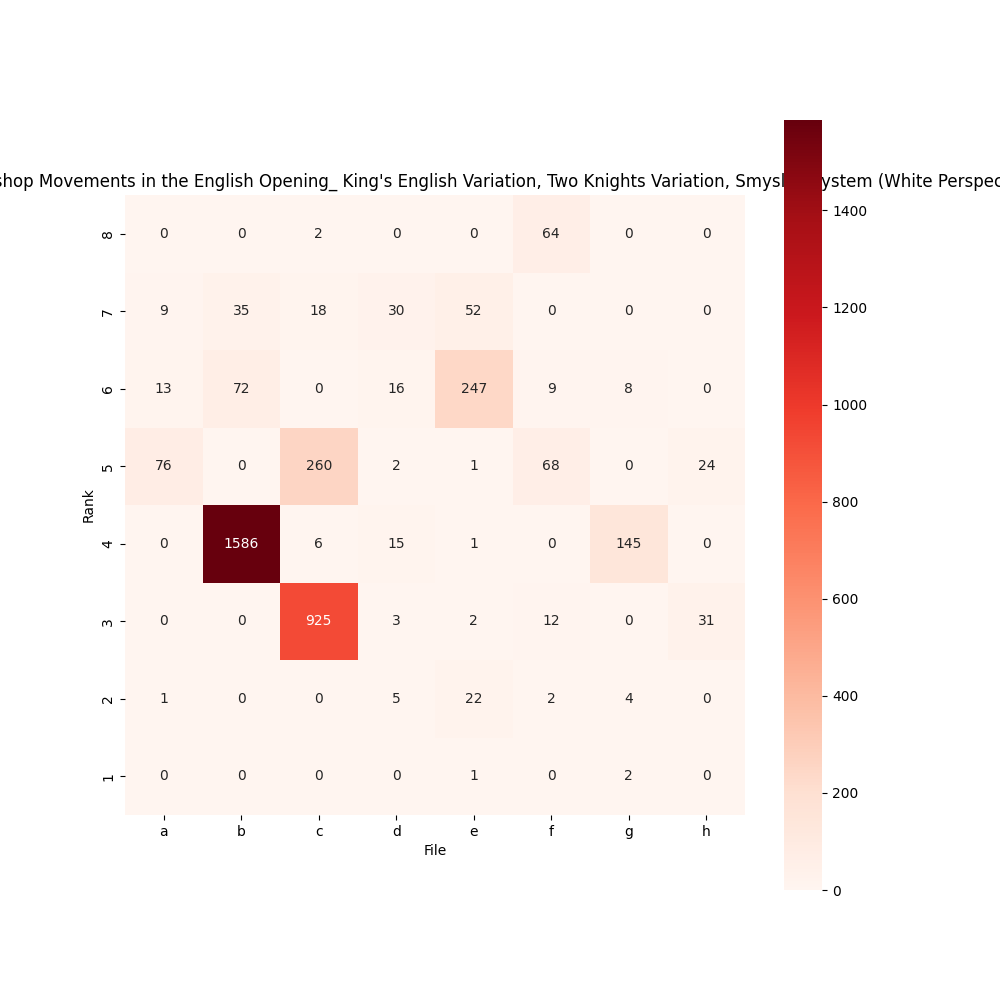 shop Movements in the English Opening_ King's English Variation, Two Knights Variation, Smysl ystem (White Perspec
8 0 0 2 0 0 64 0 0
7 9 35 18 30 52 0 0 0
6 13 72 0 16 247 9 8 0
5 76 0 260 2 1 68 0 24
Rank
4 0 1586 6 15 1 0 145 0
3 0 0 925 3 2 12 0 31
2 1 0 0 5 22 2 4 0
1 0 0 0 0 1 0 2 0
a b c d e f g h
File
1400
1200
1000
800
600
400
200
0